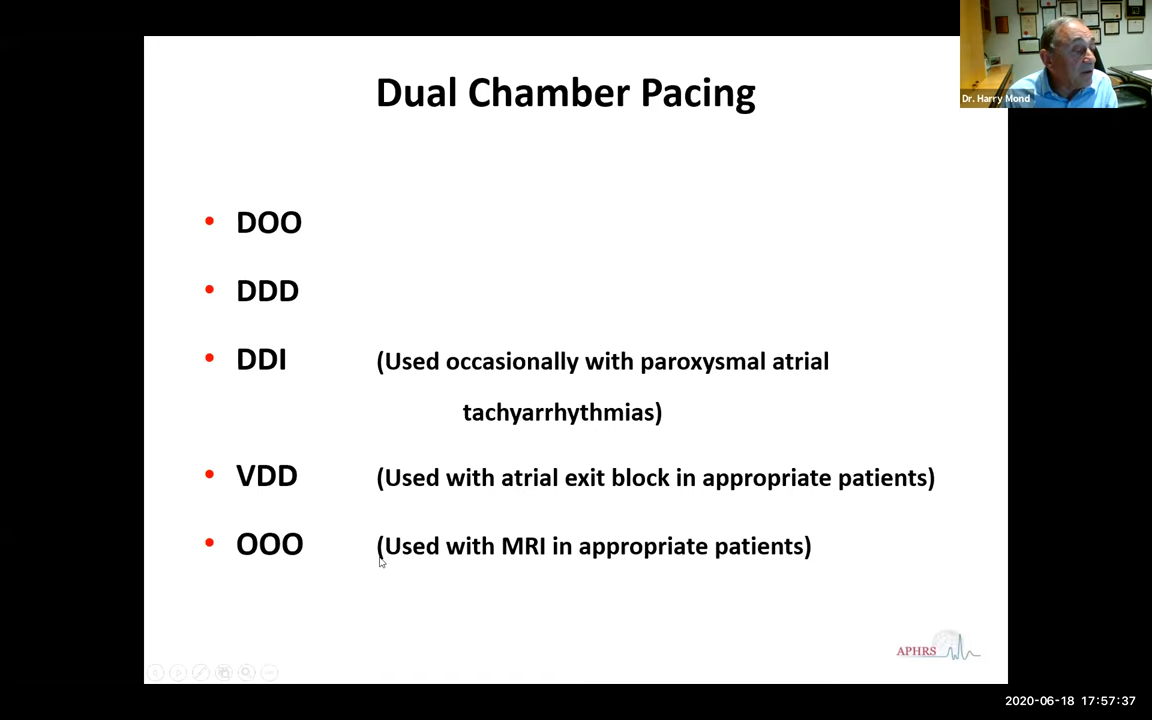 Dual Chamber Pacing
Dr. Harry Mond
• DOO
• DDD
• DDI (Used occasionally with paroxysmal atrial
tachyarrhythmias)
• VDD (Used with atrial exit block in appropriate patients)
• OOO (Used with MRI in appropriate patients)
APHRS
2020-06-18 17:57:37